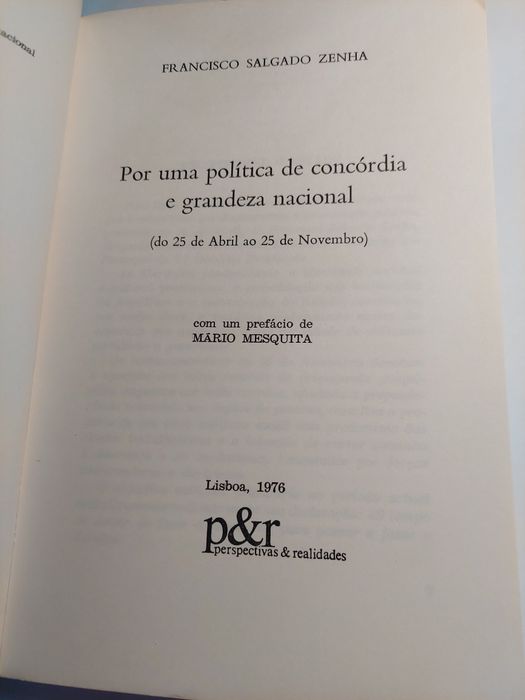 acional
FRANCISCO SALGADO ZENHA
Por uma política de concórdia
e grandeza nacional
(do 25 de Abril ao 25 de Novembro)
com um prefácio de
MÁRIO MESQUITA
Lisboa, 1976
p&r
perspectivas & realidades